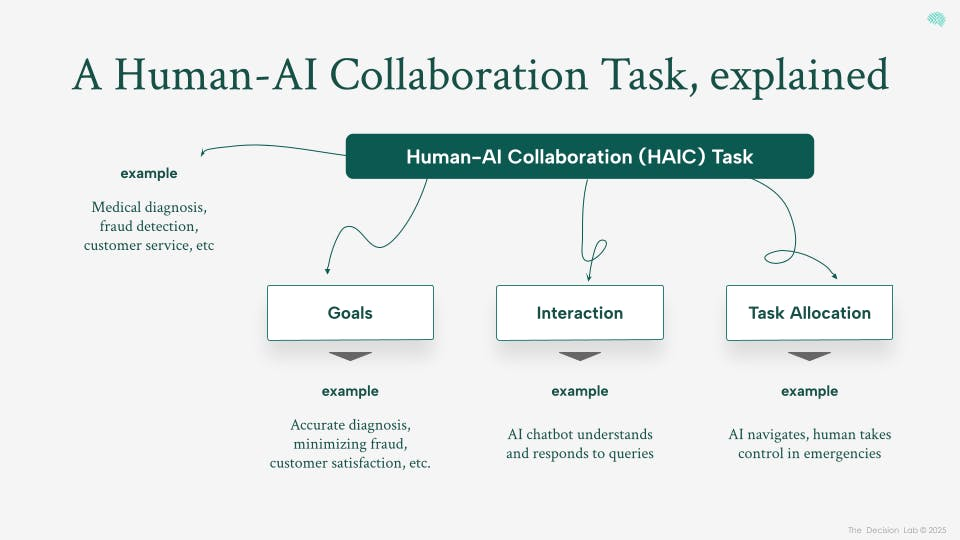 A Human-AI Collaboration Task, explained
Human-AI Collaboration (HAIC) Task
example
Medical diagnosis,
fraud detection,
customer service, etc
Goals
Interaction
Task Allocation
example
Accurate diagnosis,
minimizing fraud,
customer satisfaction, etc.
example
AI chatbot understands
and responds to queries
example
AI navigates, human takes
control in emergencies
The Decision Lab © 2025